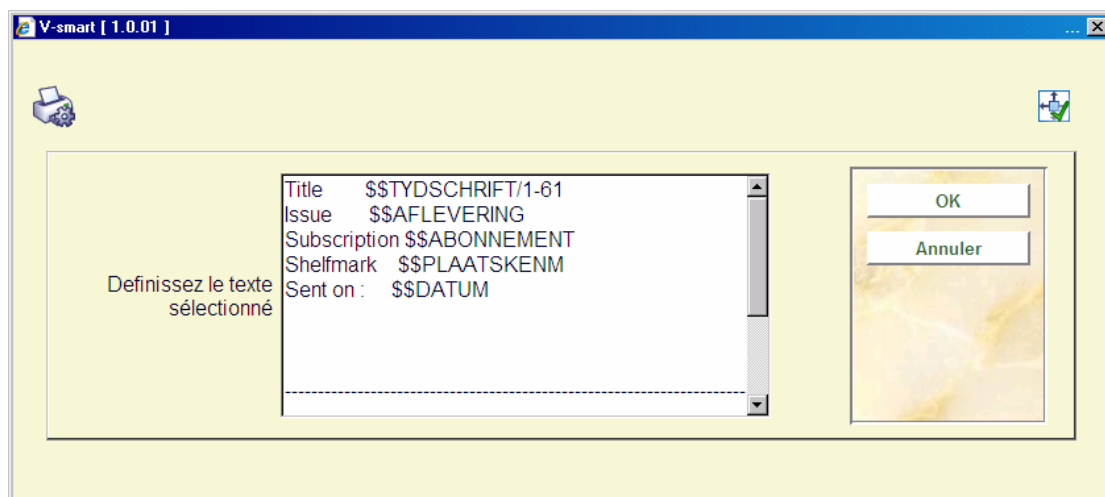 V-smart [ 1.0.01 ]
...
Definissez le texte
sélectionné
Title $$TYDSCHRIFT/1-61
Issue $$AFLEVERING
Subscription $$ABONNEMENT
Shelfmark $$PLAATSKENM
Sent on : $$DATUM
--------------------------------------------------------------------------------
OK
Annuler